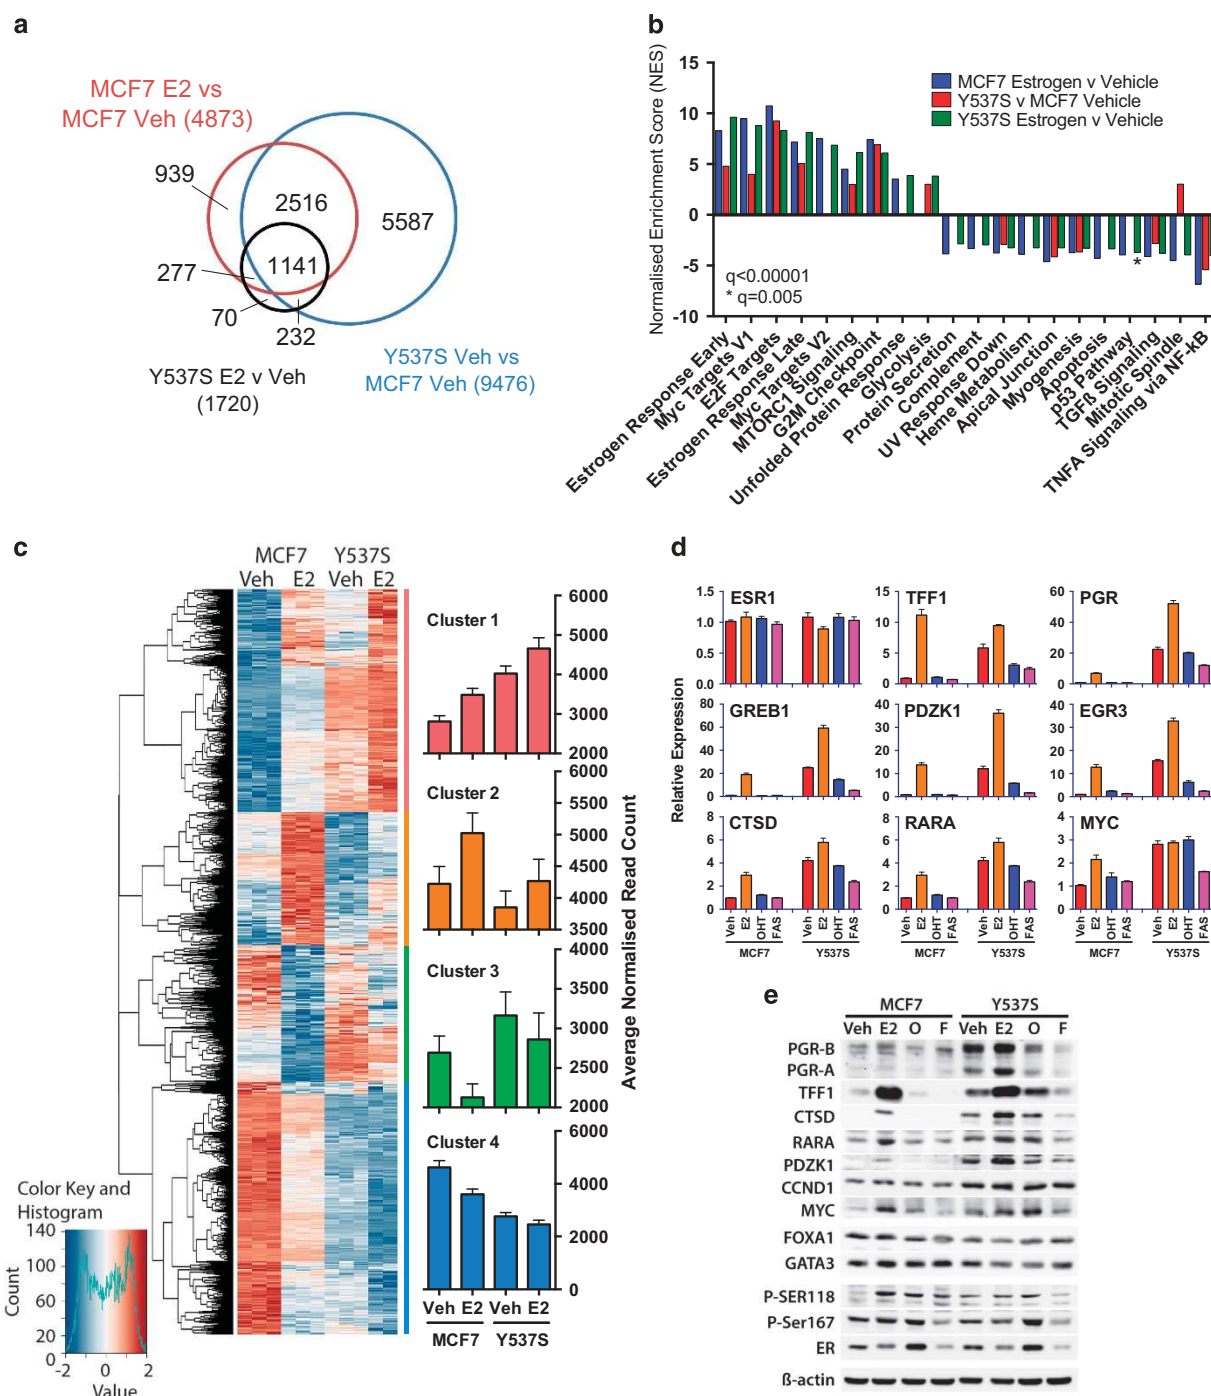 a
MCF7 E2 vs
MCF7 Veh (4873)
939
2516
5587
277
1141
70
232
Y537S E2 v Veh
(1720)
Y537S Veh vs
MCF7 Veh (9476)
b
Normalised Enrichment Score (NES)
15
10
5
0
-5
-10
MCF7 Estrogen v Vehicle
Y537S v MCF7 Vehicle
Y537S Estrogen v Vehicle
q<0.00001
* q=0.005
*
Estrogen Response Early
Myc Targets V1
E2F Targets
Estrogen Response Late
Myc Targets V2
MTORC1 Signaling
G2M Checkpoint
Unfolded Protein Response
Glycolysis
Protein Secretion
Complement
UV Response Down
Heme Metabolism
Apical Junction
Myogenesis
Apoptosis
p53 Pathway
TGFß Signaling
Mitotic Spindle
TNFA Signaling via NF-kB
c
MCF7 Y537S
Veh E2 Veh E2
Color Key and
Histogram
Count
140
120
80
60
20
0
-2 0 2
Value
Cluster 1
6000
5000
4000
3000
2000
Cluster 2
6000
5500
5000
4500
4000
3500
Cluster 3
4000
3500
3000
2500
2000
Cluster 4
6000
4000
2000
0
Average Normalised Read Count
Veh E2 Veh E2
MCF7 Y537S
d
Relative Expression
ESR1
1.5
1.0
0.5
0.0
TFF1
15
10
5
0
PGR
60
40
20
0
GREB1
80
60
40
20
0
PDZK1
40
30
20
10
0
EGR3
40
30
20
10
0
CTSD
8
6
4
2
0
RARA
8
6
4
2
0
MYC
4
3
2
1
0
Veh E2 OHT FAS Veh E2 OHT FAS
MCF7 Y537S
Veh E2 OHT FAS Veh E2 OHT FAS
MCF7 Y537S
Veh E2 OHT FAS Veh E2 OHT FAS
MCF7 Y537S
e
MCF7 Y537S
Veh E2 O F Veh E2 O F
PGR-B
PGR-A
TFF1
CTSD
RARA
PDZK1
CCND1
MYC
FOXA1
GATA3
P-SER118
P-Ser167
ER
ß-actin